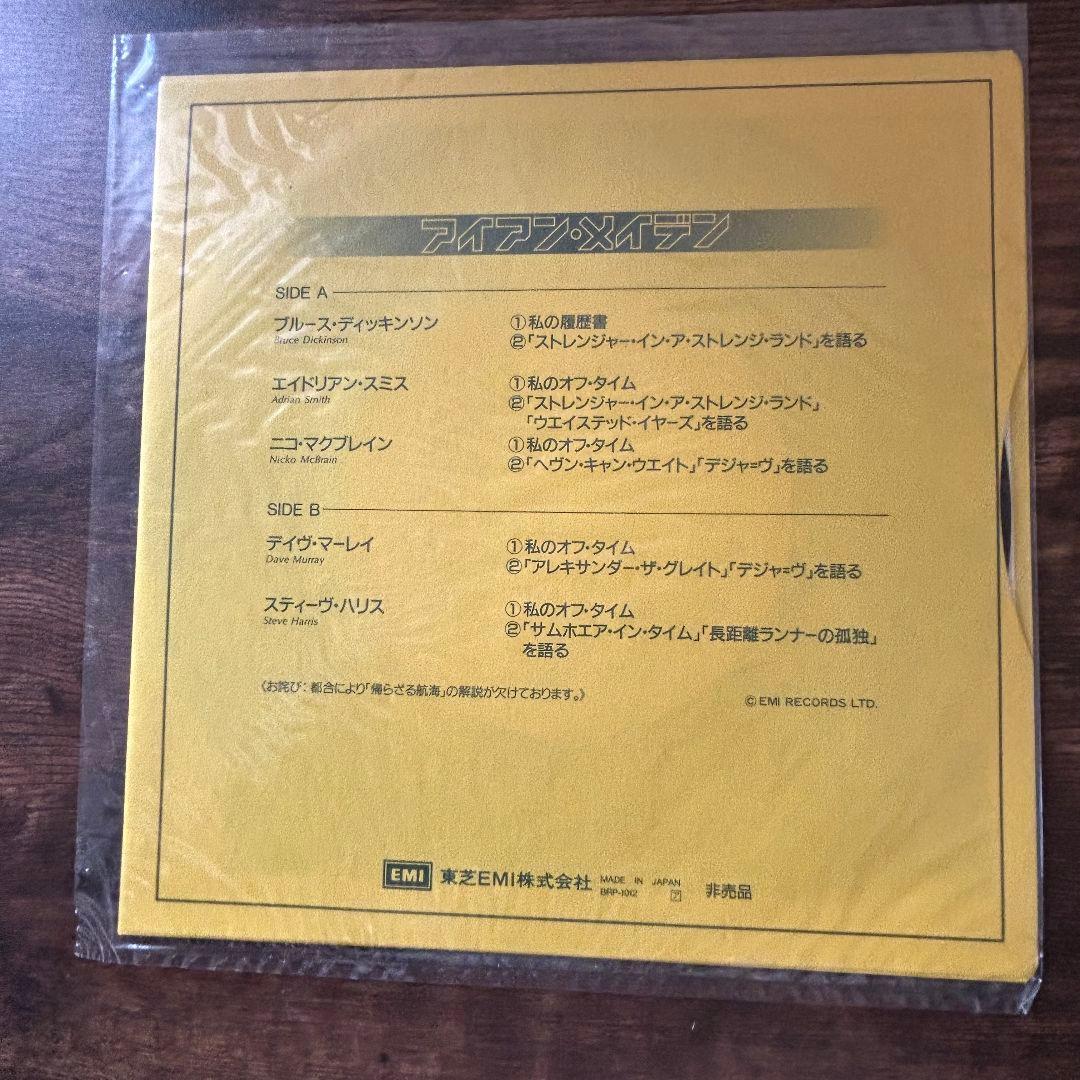 アイアン・メイデン
SIDE A
ブルース・ディッキンソン
Bruce Dickinson
①私の履歴書
②「ストレンジャー・イン・ア・ストレンジ・ランド」を語る
エイドリアン・スミス
Adrian Smith
①私のオフ・タイム
②「ストレンジャー・イン・ア・ストレンジ・ランド」
「ウエイステッド・イヤーズ」を語る
ニコ・マクブレイン
Nicko McBrain
①私のオフ・タイム
②「ヘヴン・キャン・ウエイト」「デジャ=ヴ」を語る
SIDE B
デイヴ・マーレイ
Dave Murray
①私のオフ・タイム
②「アレキサンダー・ザ・グレイト」「デジャ=ヴ」を語る
スティーヴ・ハリス
Steve Harris
①私のオフ・タイム
②「サムホエア・イン・タイム」「長距離ランナーの孤独」
を語る
《お詫び：都合により「帰らざる航海」の解説が欠けております。》
Ⓒ EMI RECORDS LTD.
EMI 東芝EMI株式会社
MADE IN JAPAN
BRP-1012 ア
非売品